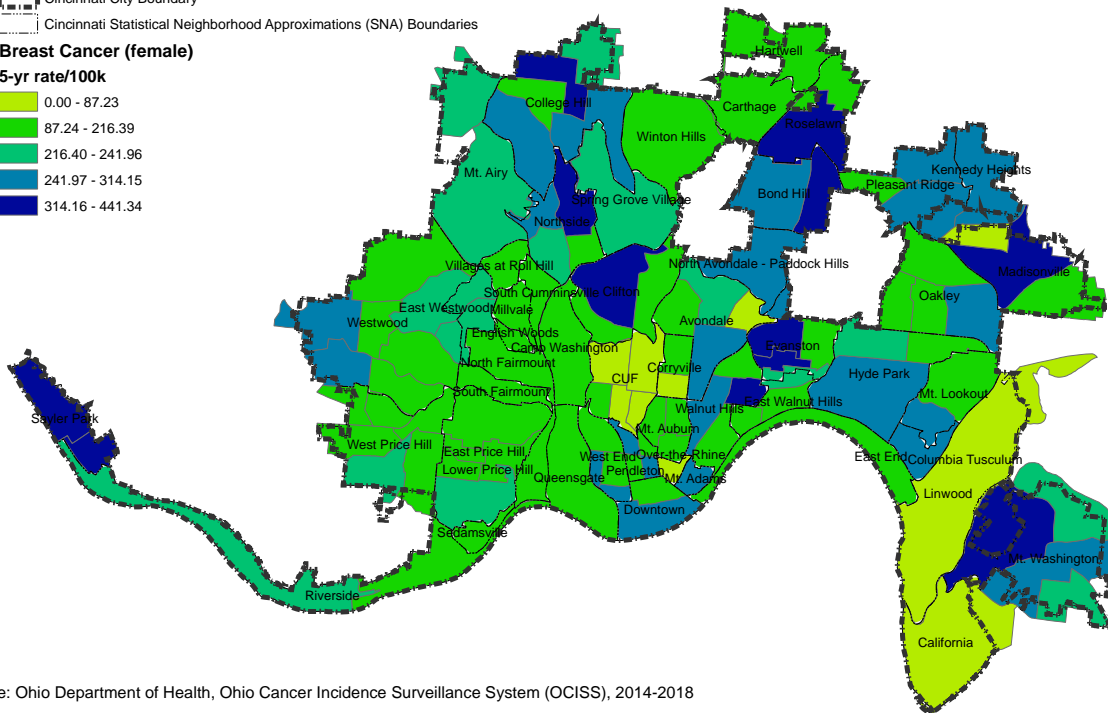 Cincinnati City Boundary
Cincinnati Statistical Neighborhood Approximations (SNA) Boundaries
Breast Cancer (female)
5-yr rate/100k
0.00 - 87.23
87.24 - 216.39
216.40 - 241.96
241.97 - 314.15
314.16 - 441.34
Hartwell
College Hill
Carthage
Roselawn
Winton Hills
Mt. Airy
Kennedy Heights
Pleasant Ridge
Bond Hill
Spring Grove Village
Northside
Villages at Roll Hill
North Avondale - Paddock Hills
Madisonville
South Cumminsville
Clifton
Oakley
East Westwood
Millvale
Westwood
Avondale
English Woods
Camp Washington
Evanston
North Fairmount
Corryville
CUF
Hyde Park
South Fairmount
Mt. Lookout
East Walnut Hills
Walnut Hills
Sayler Park
Mt. Auburn
West Price Hill
East Price Hill
West End
Over-the-Rhine
East End
Columbia Tusculum
Lower Price Hill
Pendleton
Queensgate
Mt. Adams
Linwood
Downtown
Sedamsville
Mt. Washington
Riverside
California
e: Ohio Department of Health, Ohio Cancer Incidence Surveillance System (OCISS), 2014-2018